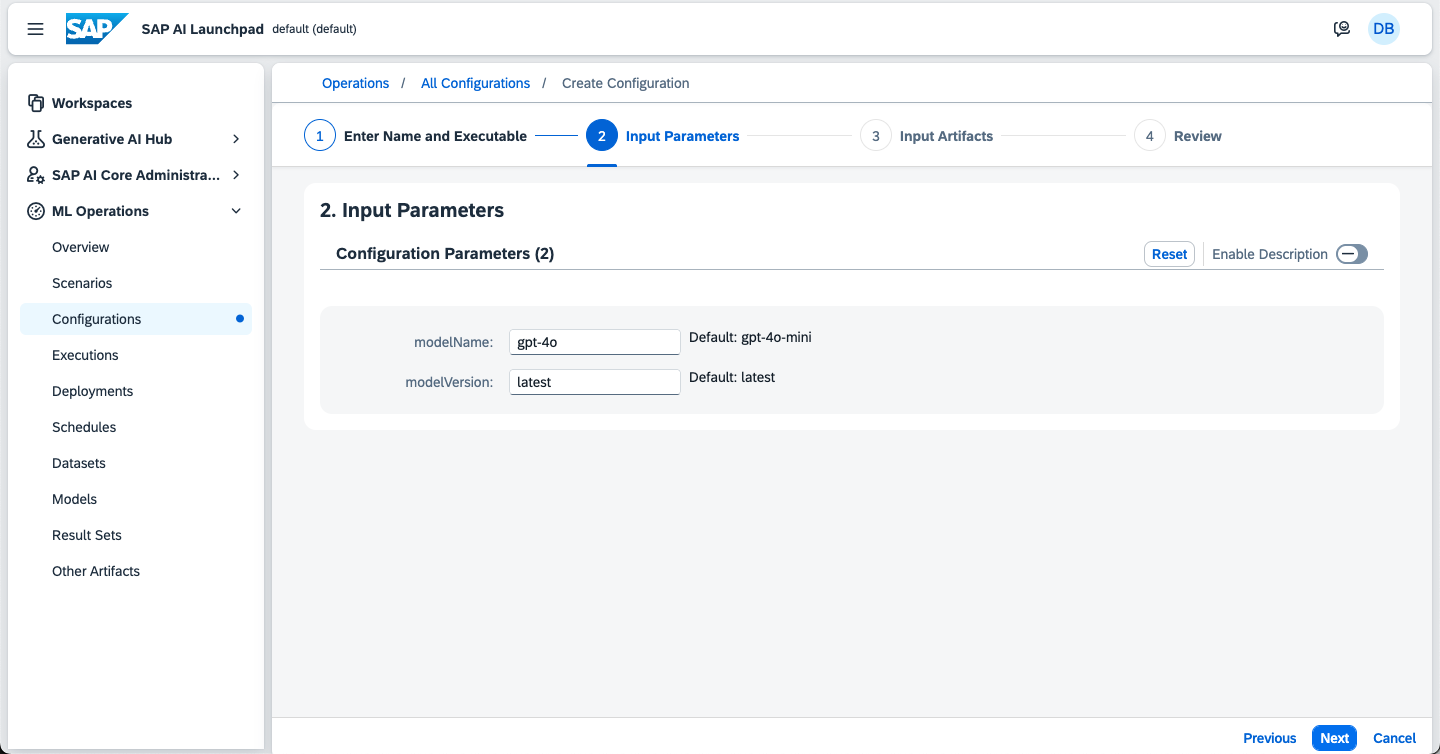 SAP SAP AI Launchpad default (default) DB
Workspaces
Generative AI Hub
SAP AI Core Administra...
ML Operations
Overview
Scenarios
Configurations
Executions
Deployments
Schedules
Datasets
Models
Result Sets
Other Artifacts
Operations / All Configurations / Create Configuration
1 Enter Name and Executable 2 Input Parameters 3 Input Artifacts 4 Review
2. Input Parameters
Configuration Parameters (2) Reset Enable Description
modelName: gpt-4o Default: gpt-4o-mini
modelVersion: latest Default: latest
Previous Next Cancel